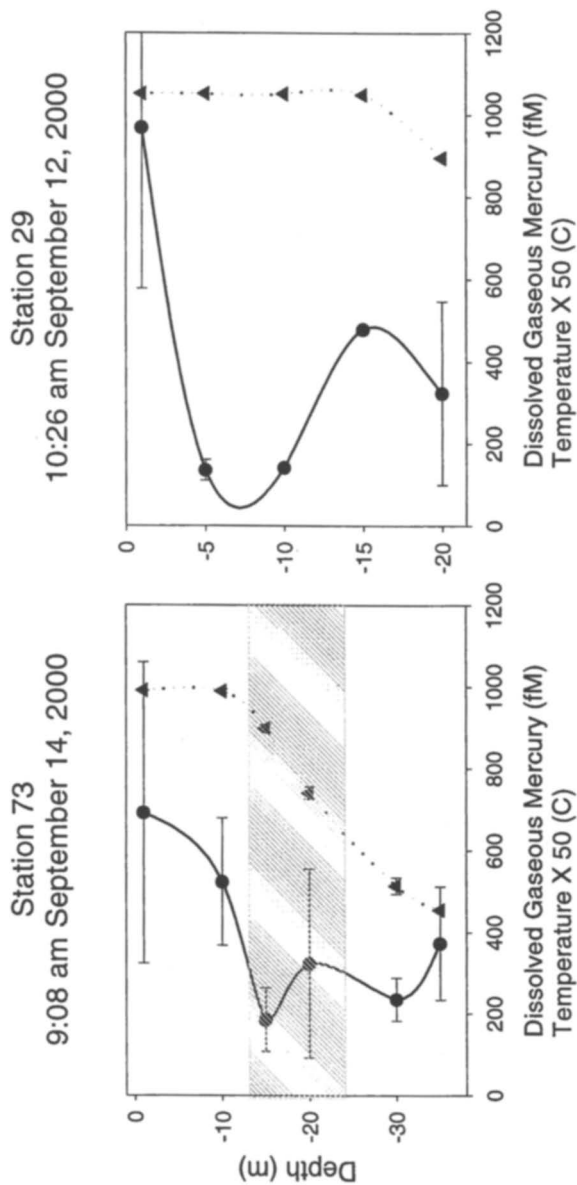 Station 73
9:08 am September 14, 2000
Depth (m)
0
-10
-20
-30
0
200
400
600
800
1000
1200
Dissolved Gaseous Mercury (fM)
Temperature X 50 (C)
Station 29
10:26 am September 12, 2000
0
-5
-10
-15
-20
0
200
400
600
800
1000
1200
Dissolved Gaseous Mercury (fM)
Temperature X 50 (C)